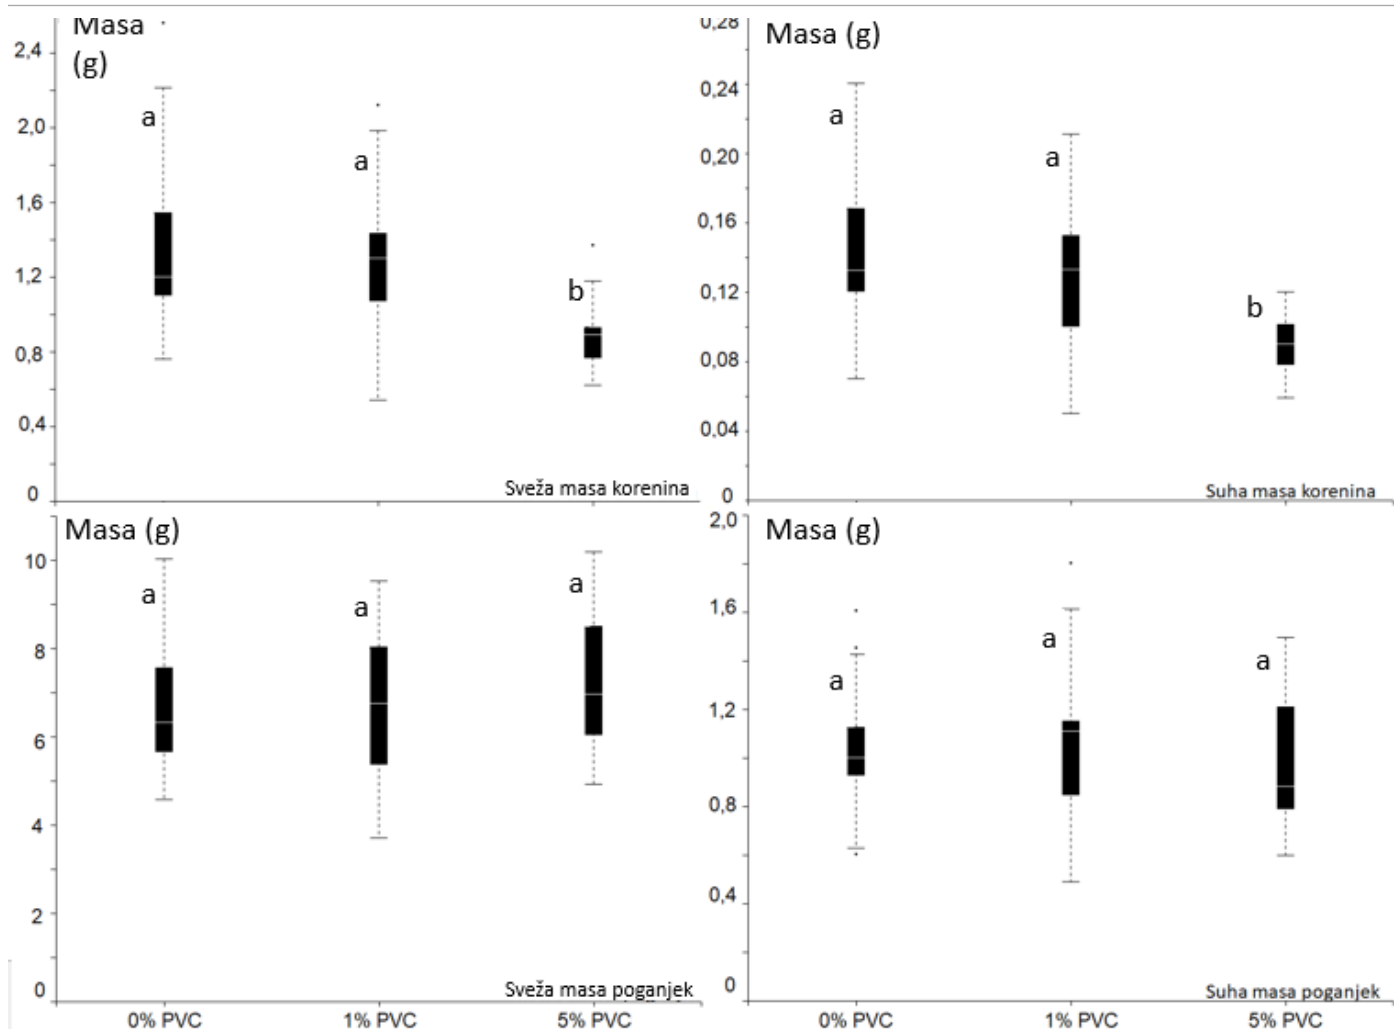 Masa
(g)
2,4
a
2,0
a
1,6
1,2
b
0,8
0,4
0
Sveža masa korenina
0,28
Masa (g)
0,24
a
0,20
a
0,16
0,12
b
0,08
0,04
0
Suha masa korenina
Masa (g)
10
a
a
a
8
6
4
2
0
Sveža masa poganjek
0% PVC
1% PVC
5% PVC
2,0
Masa (g)
1,6
a
a
a
1,2
0,8
0,4
0
Suha masa poganjek
0% PVC
1% PVC
5% PVC